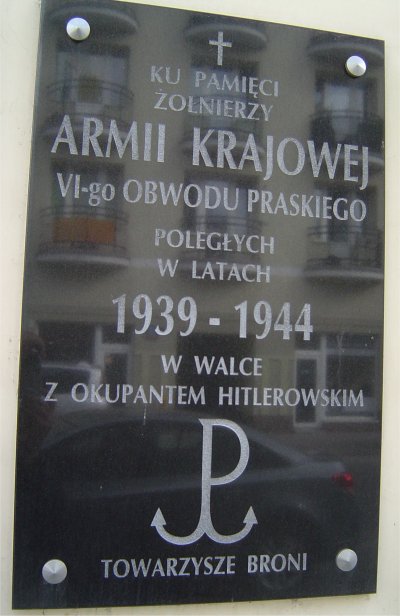 KU PAMIĘCI
ŻOŁNIERZY
ARMII KRAJOWEJ
VI-go OBWODU PRASKIEGO
POLEGŁYCH
W LATACH
1939 - 1944
W WALCE
Z OKUPANTEM HITLEROWSKIM
TOWARZYSZE BRONI